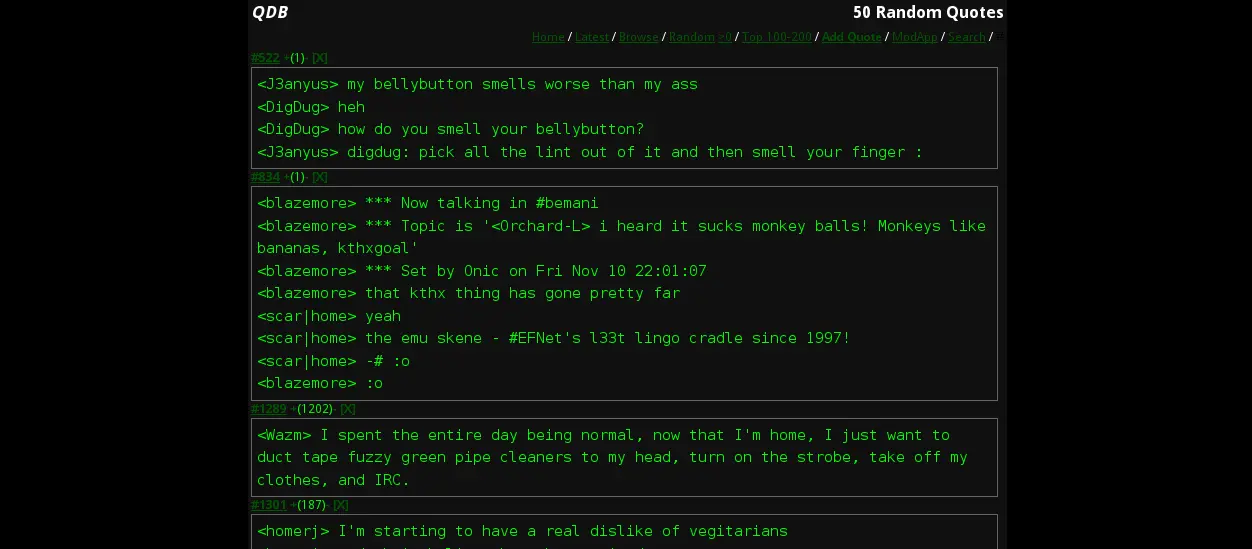 QDB
50 Random Quotes
Home / Latest / Browse / Random >0 / Top 100-200 / Add Quote / ModApp / Search /
#522 +(1)- [X]
<J3anyus> my bellybutton smells worse than my ass
<DigDug> heh
<DigDug> how do you smell your bellybutton?
<J3anyus> digdug: pick all the lint out of it and then smell your finger :
#834 +(1)- [X]
<blazemore> *** Now talking in #bemani
<blazemore> *** Topic is '<Orchard-L> i heard it sucks monkey balls! Monkeys like
bananas, kthxgoal'
<blazemore> *** Set by Onic on Fri Nov 10 22:01:07
<blazemore> that kthx thing has gone pretty far
<scar|home> yeah
<scar|home> the emu skene - #EFNet's l33t lingo cradle since 1997!
<scar|home> -# :o
<blazemore> :o
#1289 +(1202)- [X]
<Wazm> I spent the entire day being normal, now that I'm home, I just want to
duct tape fuzzy green pipe cleaners to my head, turn on the strobe, take off my
clothes, and IRC.
#1301 +(187)- [X]
<homerj> I'm starting to have a real dislike of vegitarians